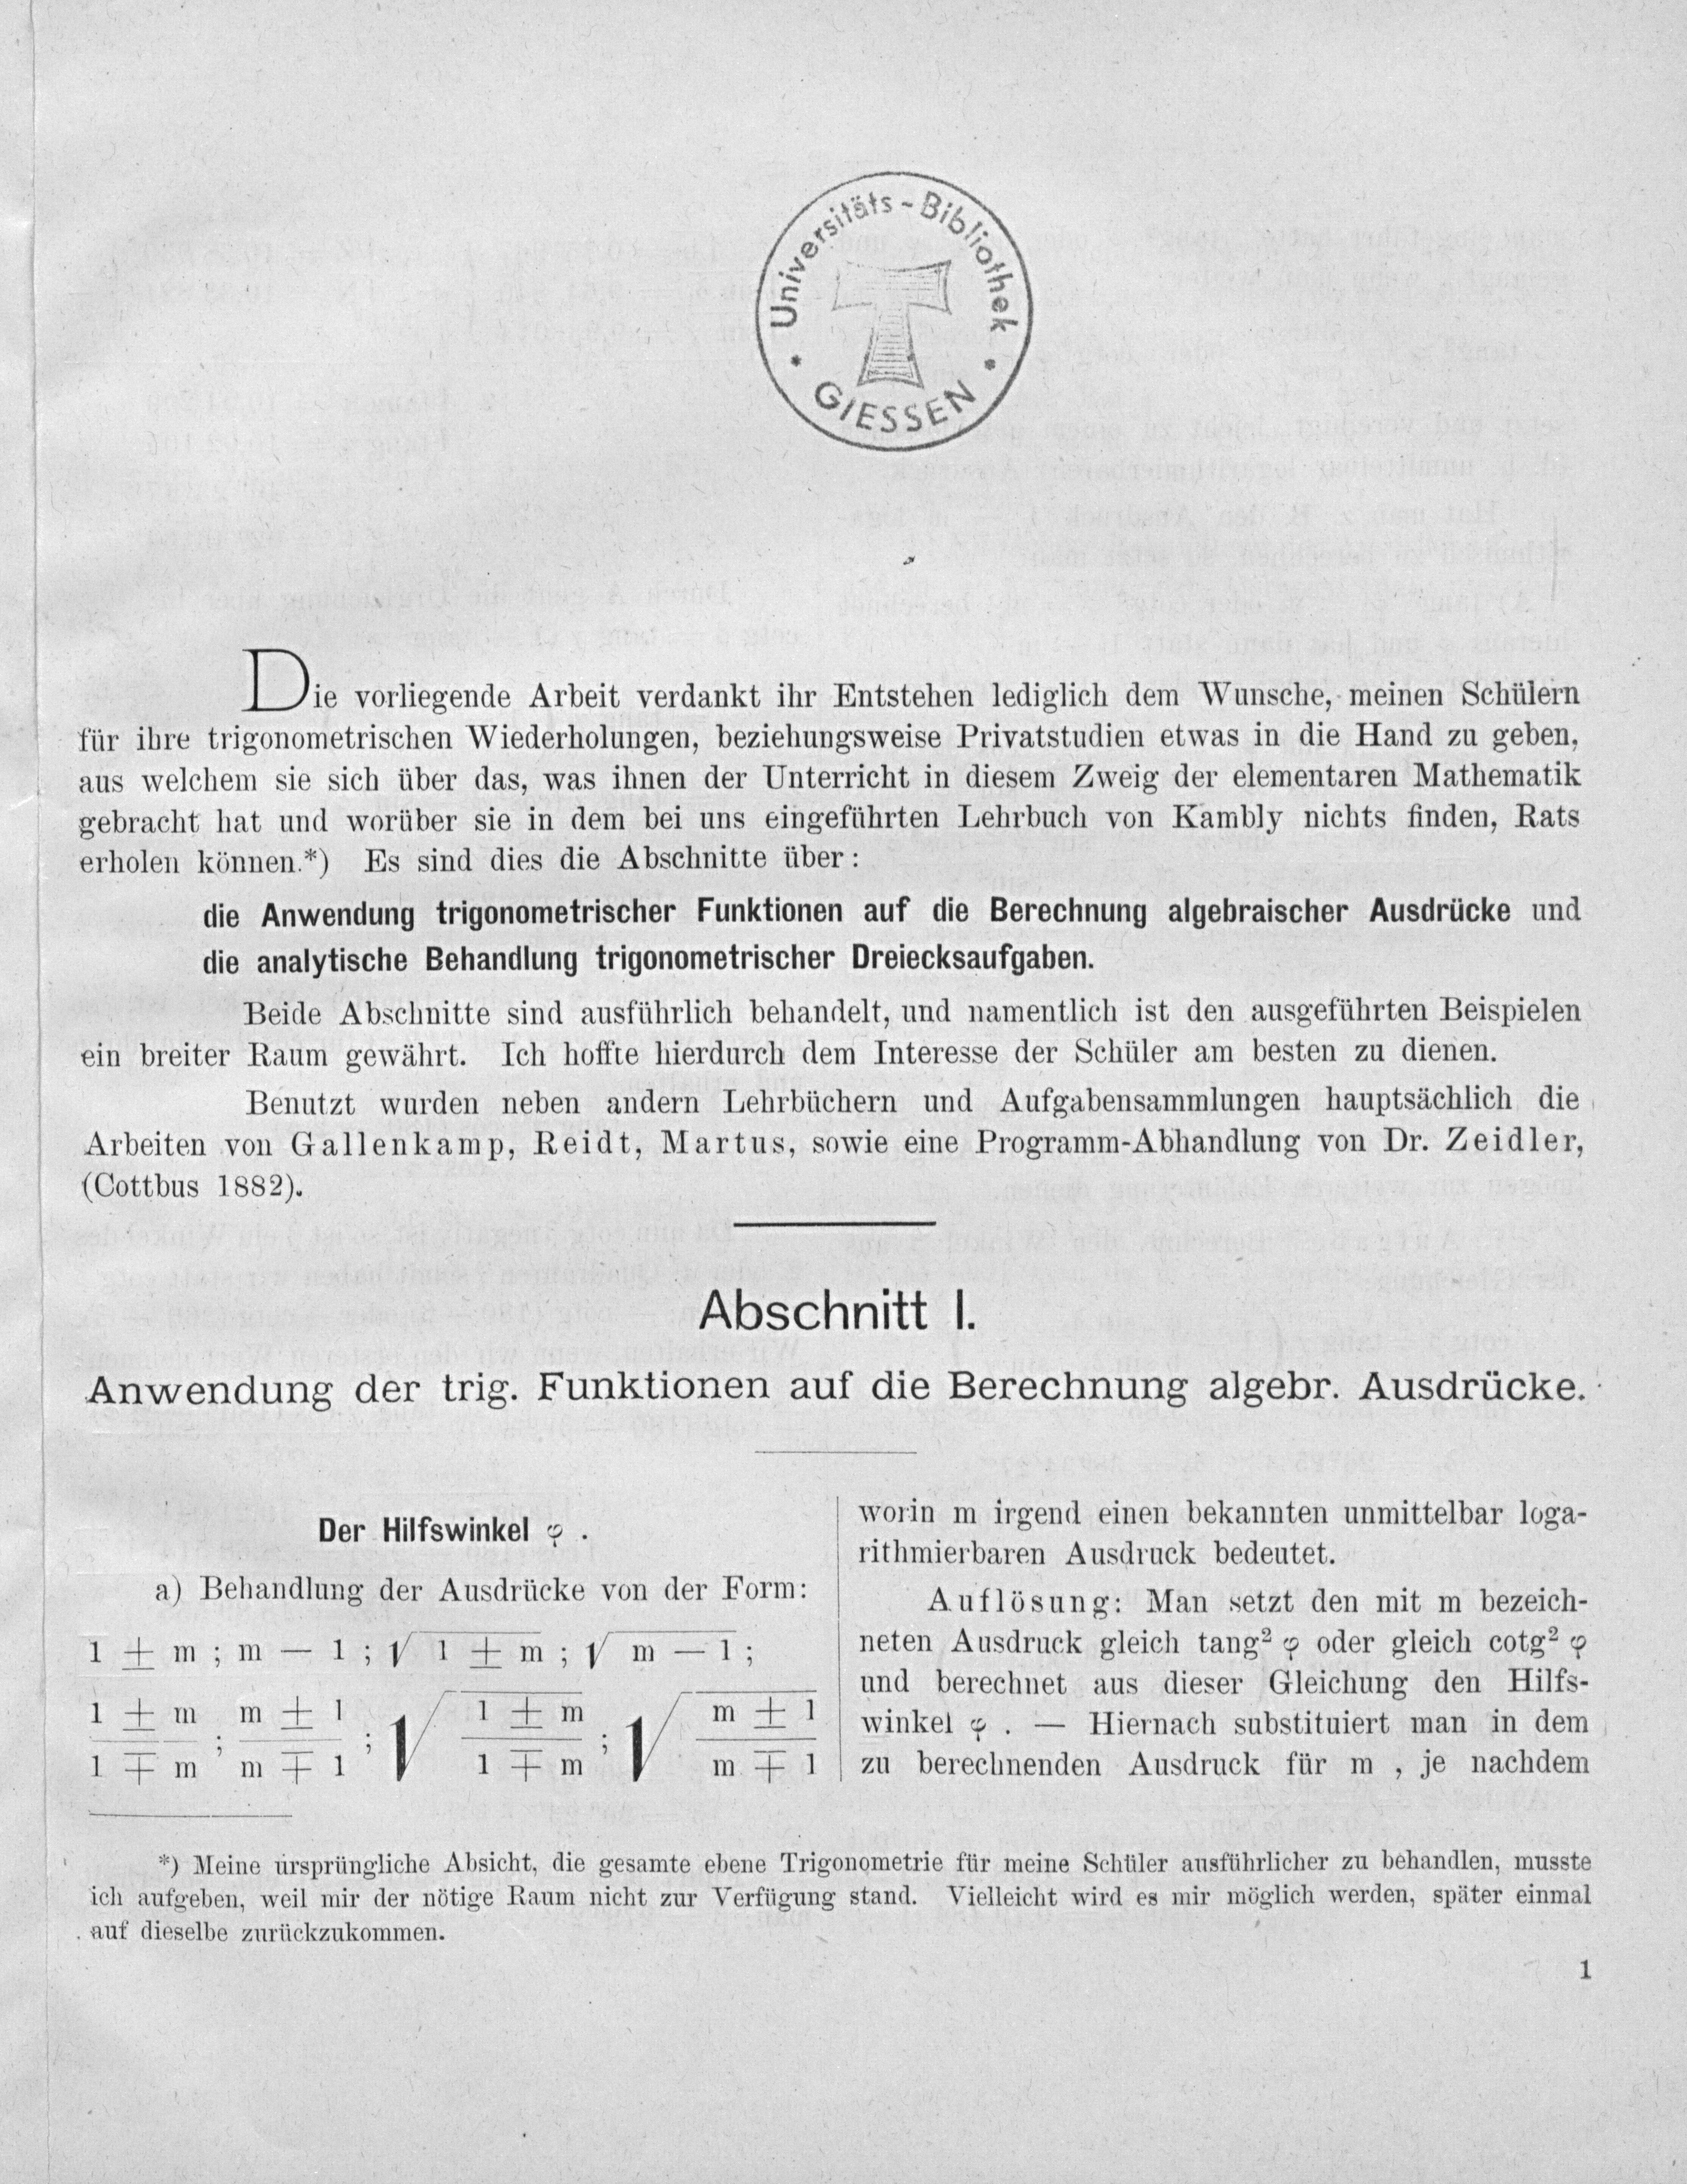 Universitäts-Bibliothek
* GIESSEN *
Die vorliegende Arbeit verdankt ihr Entstehen lediglich dem Wunsche, meinen Schülern
für ihre trigonometrischen Wiederholungen, beziehungsweise Privatstudien etwas in die Hand zu geben,
aus welchem sie sich über das, was ihnen der Unterricht in diesem Zweig der elementaren Mathematik
gebracht hat und worüber sie in dem bei uns eingeführten Lehrbuch von Kambly nichts finden, Rats
erholen können.*) Es sind dies die Abschnitte über:
die Anwendung trigonometrischer Funktionen auf die Berechnung algebraischer Ausdrücke und
die analytische Behandlung trigonometrischer Dreiecksaufgaben.
Beide Abschnitte sind ausführlich behandelt, und namentlich ist den ausgeführten Beispielen
ein breiter Raum gewährt. Ich hoffte hierdurch dem Interesse der Schüler am besten zu dienen.
Benutzt wurden neben andern Lehrbüchern und Aufgabensammlungen hauptsächlich die
Arbeiten von Gallenkamp, Reidt, Martus, sowie eine Programm-Abhandlung von Dr. Zeidler,
(Cottbus 1882).
Abschnitt I.
Anwendung der trig. Funktionen auf die Berechnung algebr. Ausdrücke.
Der Hilfswinkel φ .
a) Behandlung der Ausdrücke von der Form:
1 ± m ; m — 1 ; √ 1 ± m ; √ m — 1 ;
1 ± m / 1 ∓ m ; m ± 1 / m ∓ 1 ; √ 1 ± m / 1 ∓ m ; √ m ± 1 / m ∓ 1
worin m irgend einen bekannten unmittelbar loga-
rithmierbaren Ausdruck bedeutet.
Auflösung: Man setzt den mit m bezeich-
neten Ausdruck gleich tang² φ oder gleich cotg² φ
und berechnet aus dieser Gleichung den Hilfs-
winkel φ . — Hiernach substituiert man in dem
zu berechnenden Ausdruck für m , je nachdem
*) Meine ursprüngliche Absicht, die gesamte ebene Trigonometrie für meine Schüler ausführlicher zu behandlen, musste
ich aufgeben, weil mir der nötige Raum nicht zur Verfügung stand. Vielleicht wird es mir möglich werden, später einmal
auf dieselbe zurückzukommen.
1